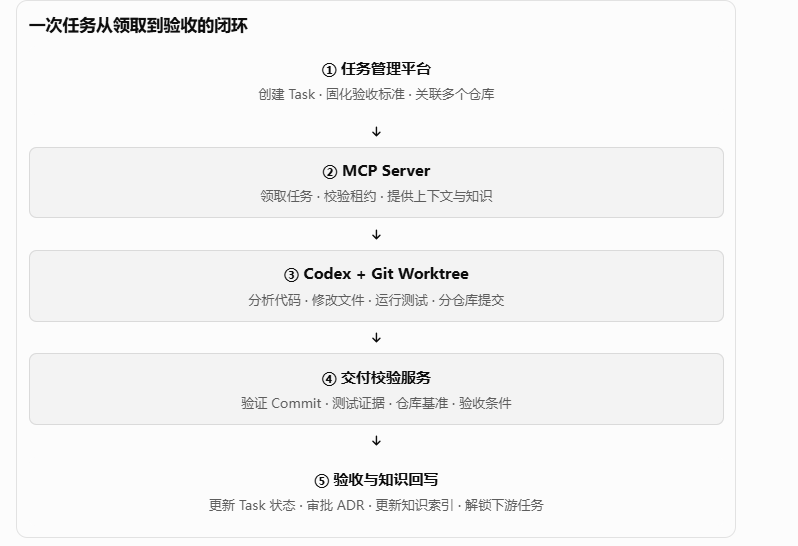 一次任务从领取到验收的闭环
① 任务管理平台
创建 Task · 固化验收标准 · 关联多个仓库
↓
② MCP Server
领取任务 · 校验租约 · 提供上下文与知识
↓
③ Codex + Git Worktree
分析代码 · 修改文件 · 运行测试 · 分仓库提交
↓
④ 交付校验服务
验证 Commit · 测试证据 · 仓库基准 · 验收条件
↓
⑤ 验收与知识回写
更新 Task 状态 · 审批 ADR · 更新知识索引 · 解锁下游任务